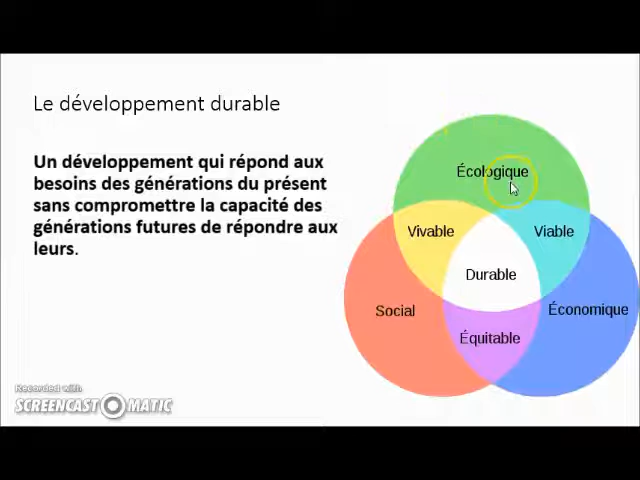 Le développement durable
Un développement qui répond aux
besoins des générations du présent
sans compromettre la capacité des
générations futures de répondre aux
leurs.
Écologique
Vivable
Viable
Durable
Social
Économique
Équitable
Recorded with
SCREENCAST-O-MATIC